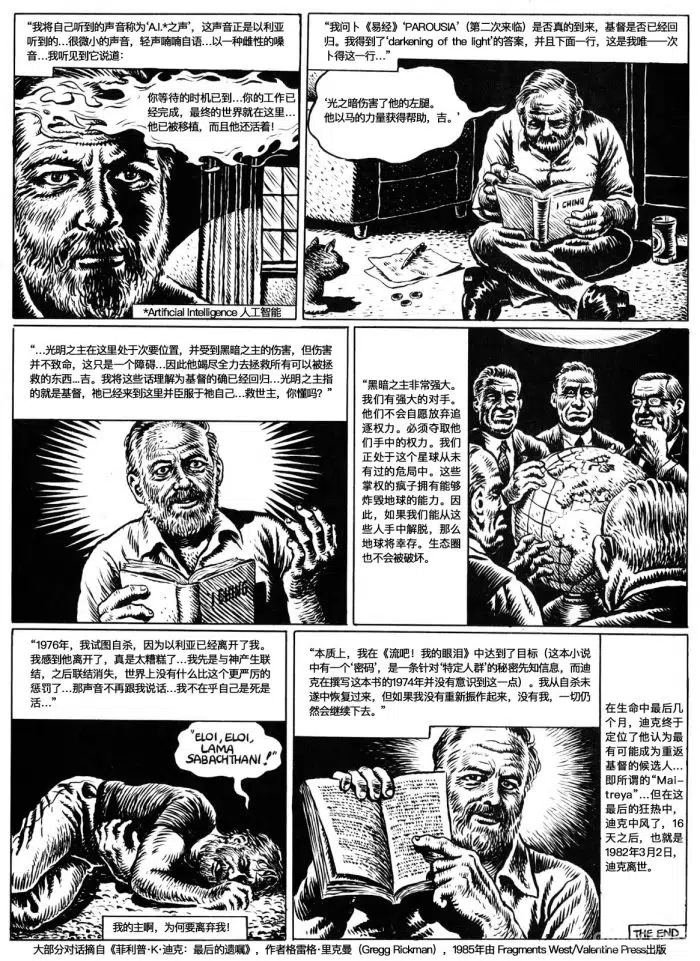 “我将自己听到的声音称为‘A.I.*之声’，这声音正是以利亚
听到的…很微小的声音，轻声喃喃自语…以一种雌性的嗓
音…我听见到它说道：
你等待的时机已到…你的工作已
经完成，最终的世界就在这里…
他已被移植，而且他还活着！
*Artificial Intelligence 人工智能
“我问卜《易经》‘PAROUSIA’（第二次来临）是否真的到来，基督是否已经回
归。我得到了‘darkening of the light’的答案，并且下面一行，这是我唯一一次
卜得这一行…”
‘光之暗伤害了他的左腿。
他以马的力量获得帮助，吉。’
I CHING
“…光明之主在这里处于次要位置，并受到黑暗之主的伤害，但伤害
并不致命，这只是一个障碍…因此他竭尽全力去拯救所有可以被拯
救的东西…吉。我将这些话理解为基督的确已经回归…光明之主指
的就是基督，祂已经来到这里并臣服于祂自己…救世主，你懂吗？”
I CHING
“黑暗之主非常强大。
我们有强大的对手。
他们不会自愿放弃追
逐权力。必须夺取他
们手中的权力。我们
正处于这个星球从未
有过的危局中。这些
掌权的疯子拥有能够
炸毁地球的能力。因
此，如果我们能从这
些人手中解脱，那么
地球将幸存。生态圈
也不会被破坏。
“1976年，我试图自杀，因为以利亚已经离开了我。
我感到他离开了，真是太糟糕了…我先是与神产生联
结，之后联结消失，世界上没有什么比这个更严厉的
惩罚了…那声音不再跟我说话…我不在乎自己是死是
活…”
"ELOI, ELOI,
LAMA
SABACHTHANI!"
我的主啊，为何要离弃我！
“本质上，我在《流吧！我的眼泪》中达到了目标（这本小说
中有一个‘密码’，是一条针对‘特定人群’的秘密先知信息，而迪
克在撰写这本书的1974年并没有意识到这一点）。我从自杀未
遂中恢复过来，但如果我没有重新振作起来，没有我，一切仍
然会继续下去。”
在生命中最后几
个月，迪克终于
定位了他认为最
有可能成为重返
基督的候选人…
即所谓的“Mai-
treya”…但在这
最后的狂热中，
迪克中风了，16
天之后，也就是
1982年3月2日，
迪克离世。
THE END
大部分对话摘自《菲利普·K·迪克：最后的遗嘱》，作者格雷格·里克曼（Gregg Rickman），1985年由 Fragments West/Valentine Press出版